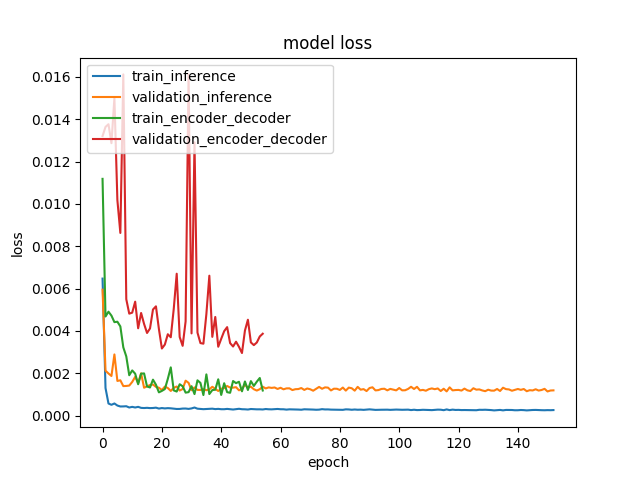 model loss
train_inference
validation_inference
train_encoder_decoder
validation_encoder_decoder
0.016
0.014
0.012
0.010
0.008
0.006
0.004
0.002
0.000
loss
0 20 40 60 80 100 120 140
epoch